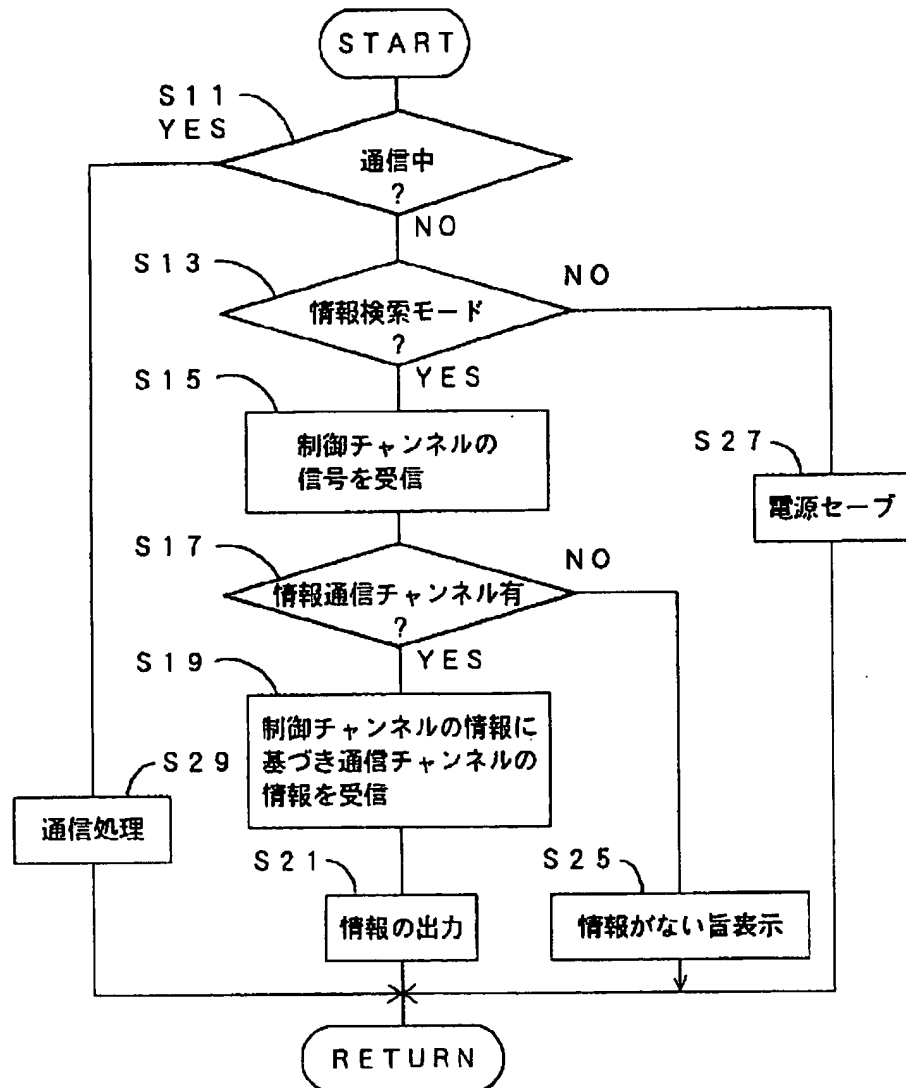 START
S11
YES
通信中
?
NO
S13
NO
情報検索モード
?
YES
S15
制御チャンネルの
信号を受信
S27
電源セーブ
S17
NO
情報通信チャンネル有
?
YES
S19
制御チャンネルの情報に
基づき通信チャンネルの
情報を受信
S29
通信処理
S21
情報の出力
S25
情報がない旨表示
RETURN